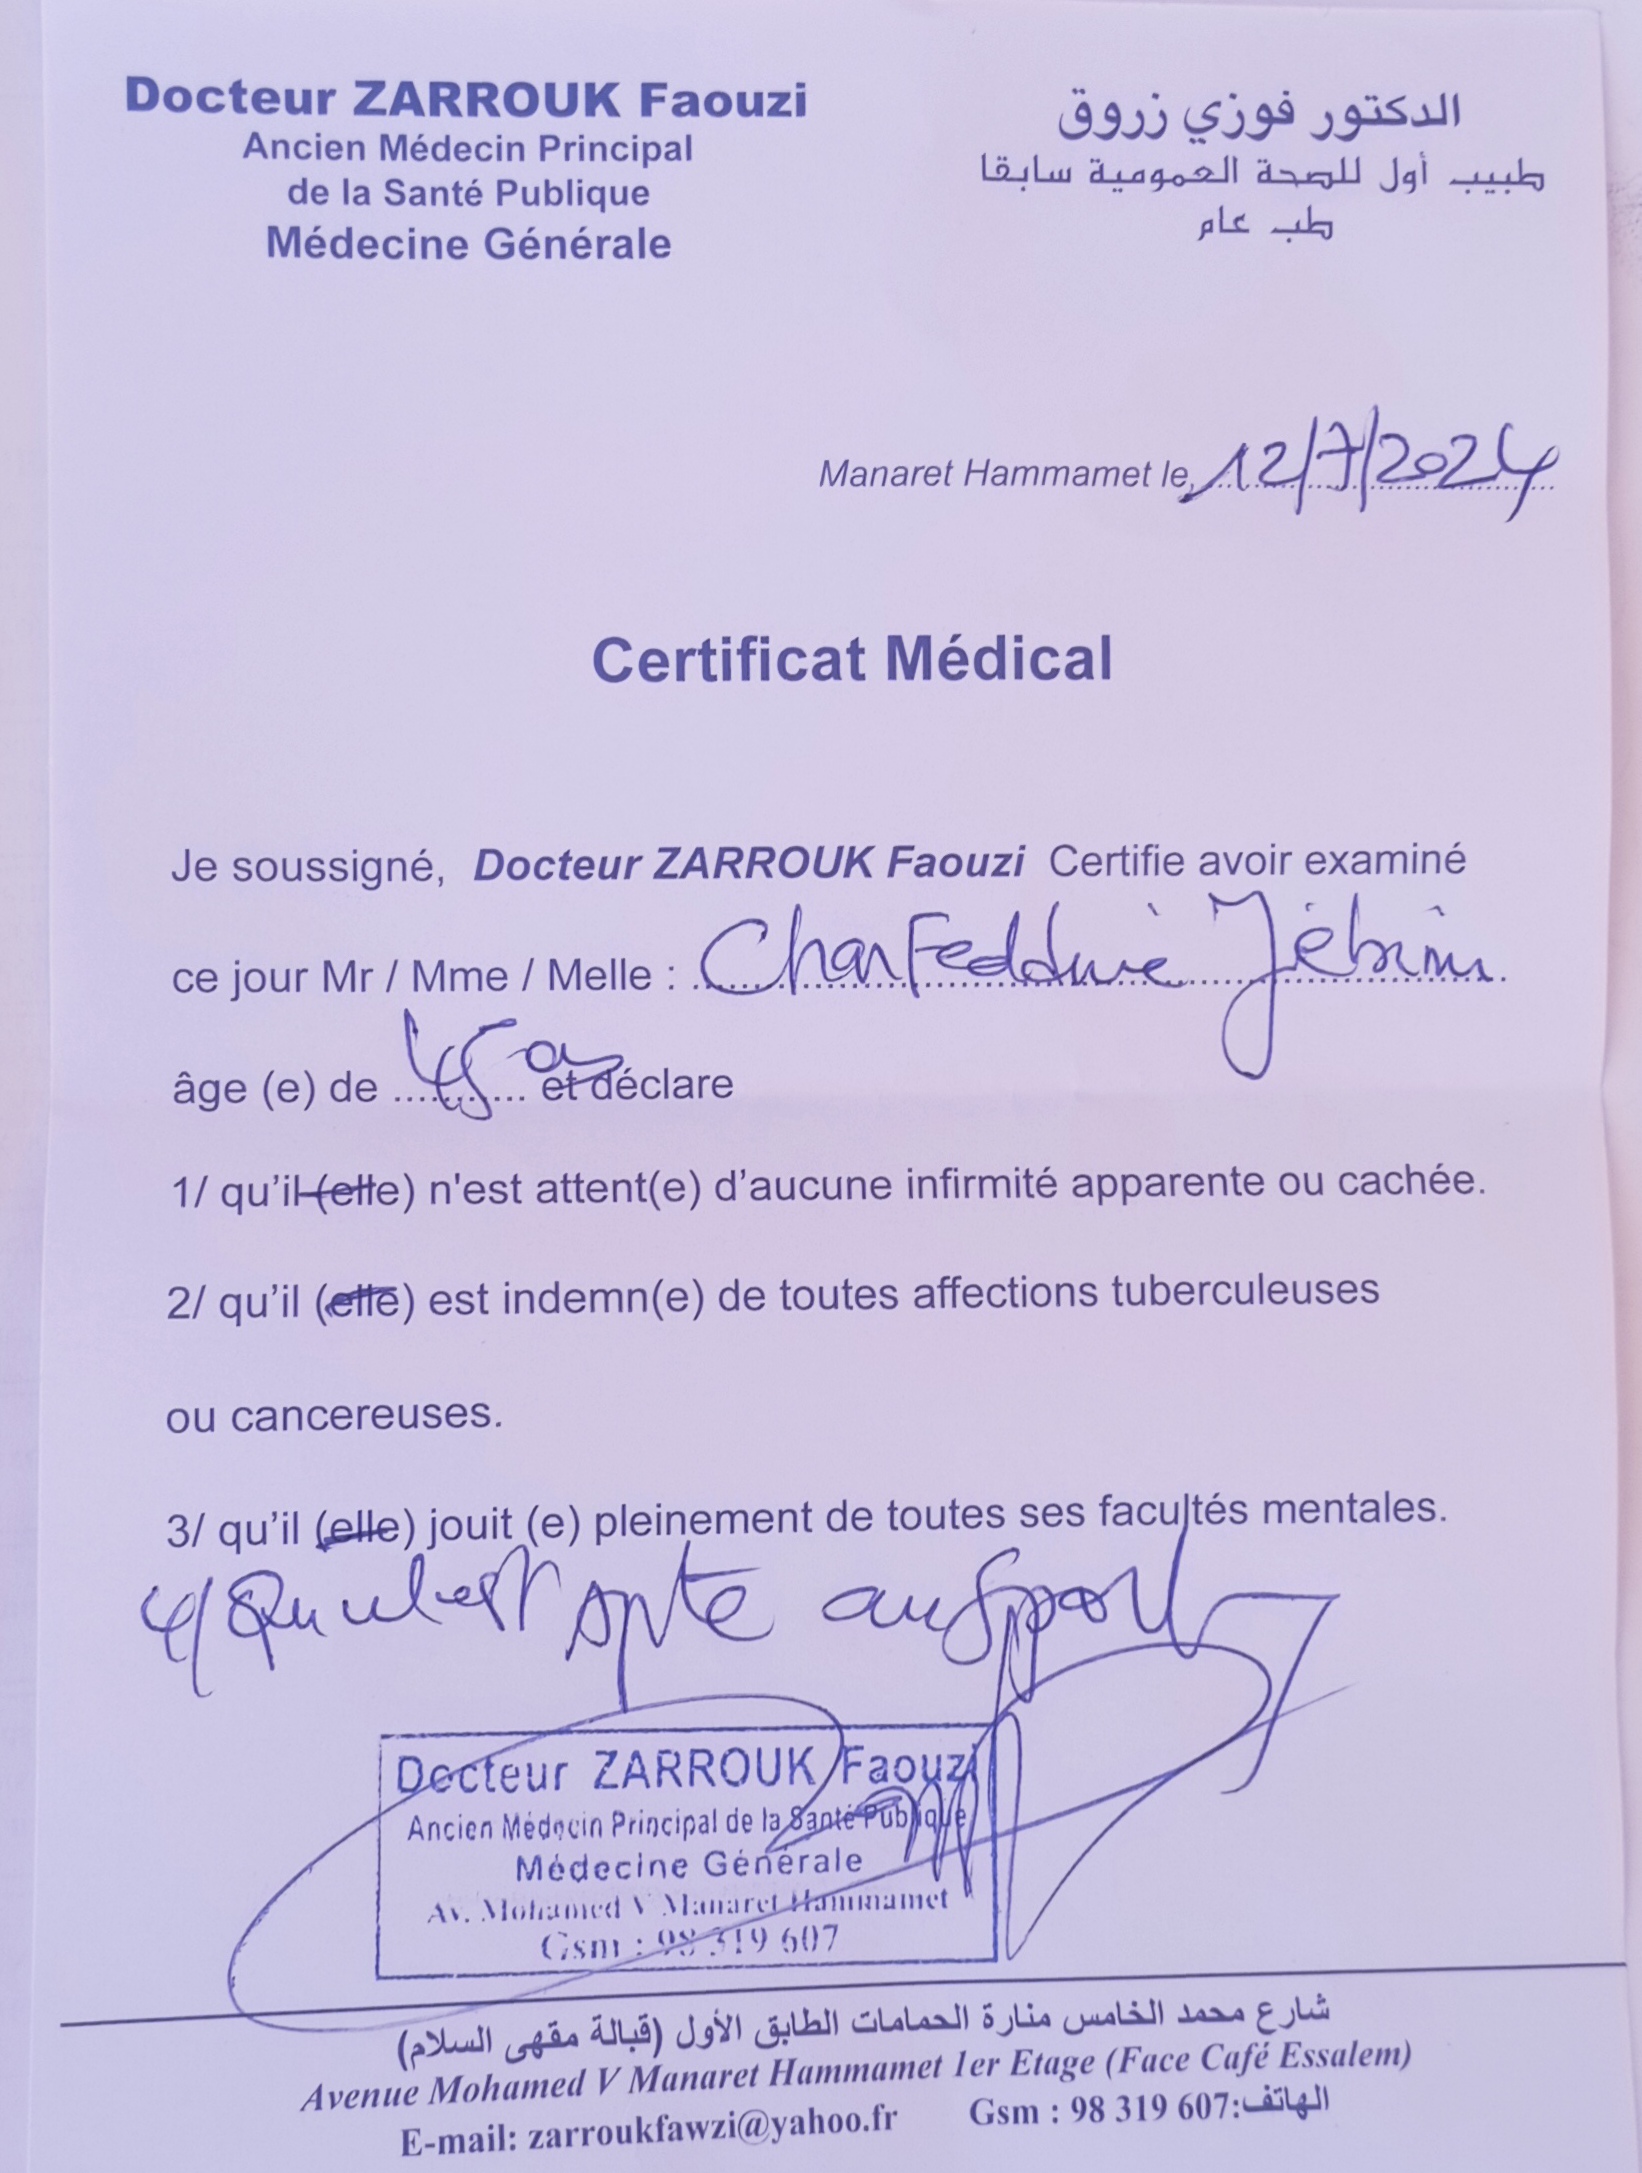 Docteur ZARROUK Faouzi
Ancien Médecin Principal
de la Santé Publique
Médecine Générale
الدكتور فوزي زروق
طبيب أول للصحة العمومية سابقا
طب عام
Manaret Hammamet le, 12/7/2024
Certificat Médical
Je soussigné, Docteur ZARROUK Faouzi Certifie avoir examiné
ce jour Mr / Mme / Melle : CharFeddine
âge (e) de 45 et déclare
1/ qu'il (elle) n'est attent(e) d'aucune infirmité apparente ou cachée.
2/ qu'il (elle) est indemn(e) de toutes affections tuberculeuses
ou cancereuses.
3/ qu'il (elle) jouit (e) pleinement de toutes ses facultés mentales.
4/ Qu'il est Apte au Sport
Docteur ZARROUK Faouzi
Ancien Médecin Principal de la Santé Publique
Médecine Générale
Av. Mohamed V Manaret Hammamet
Gsm : 98 319 607
شارع محمد الخامس منارة الحمامات الطابق الأول (قبالة مقهى السلام)
Avenue Mohamed V Manaret Hammamet 1er Etage (Face Café Essalem)
E-mail: zarroukfawzi@yahoo.fr Gsm : 98 319 607:الهاتف